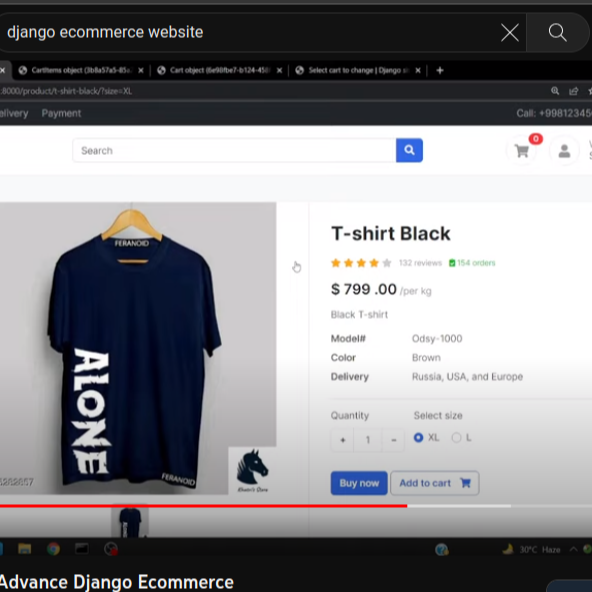 django ecommerce website
CartItems object (3b8a57a5-85a
Cart object (6e98fbe7-b124-458
Select cart to change | Django si
:8000/product/t-shirt-black/?size=XL
elivery Payment Call: +99812345
Search
0
FERANOID
ALONE
FERANOID
T-shirt Black
132 reviews 154 orders
$ 799 .00 /per kg
Black T-shirt
Model# Odsy-1000
Color Brown
Delivery Russia, USA, and Europe
Quantity Select size
+ 1 - XL L
Buy now Add to cart
30°C Haze
Advance Django Ecommerce